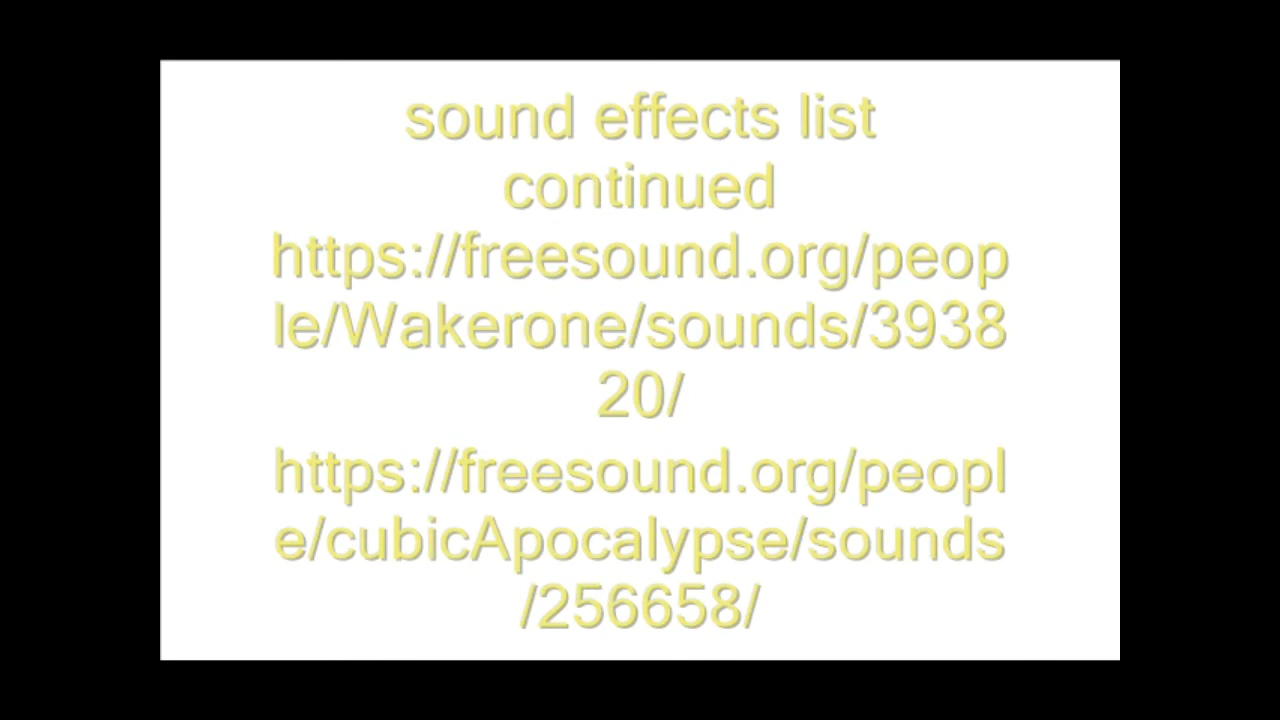 sound effects list
continued
https://freesound.org/peop
le/Wakerone/sounds/3938
20/
https://freesound.org/peopl
e/cubicApocalypse/sounds
/256658/